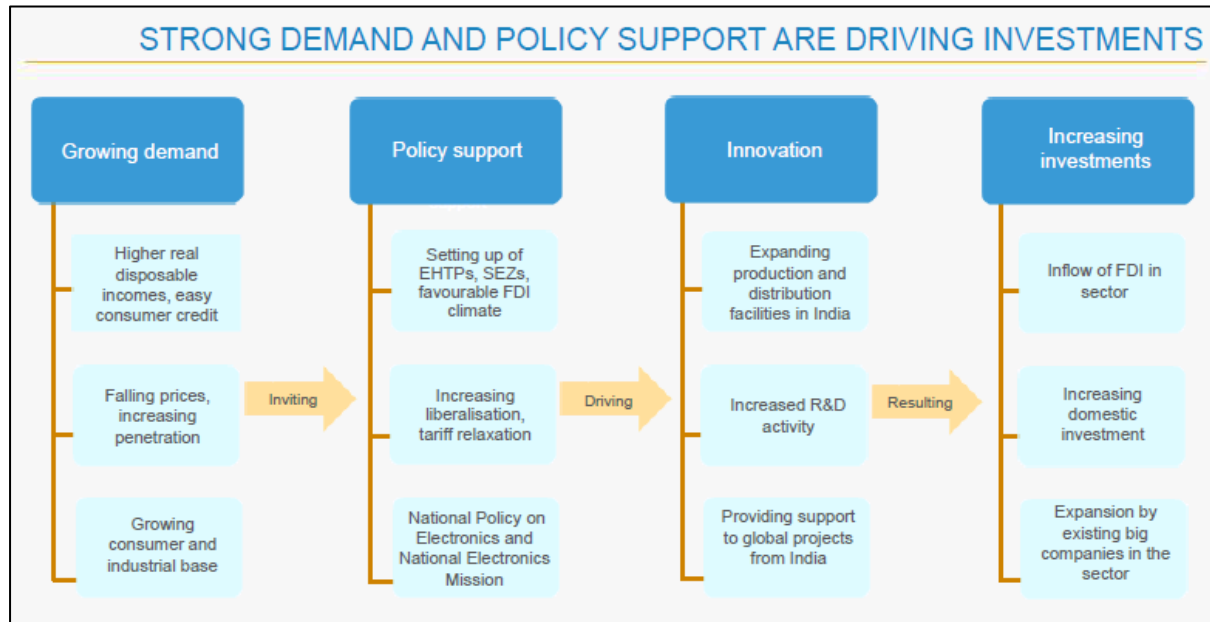 STRONG DEMAND AND POLICY SUPPORT ARE DRIVING INVESTMENTS
Growing demand
Higher real
disposable
incomes, easy
consumer credit
Falling prices,
increasing
penetration
Growing
consumer and
industrial base
Inviting
Policy support
Setting up of
EHTPs, SEZs,
favourable FDI
climate
Increasing
liberalisation,
tariff relaxation
National Policy on
Electronics and
National Electronics
Mission
Driving
Innovation
Expanding
production and
distribution
facilities in India
Increased R&D
activity
Providing support
to global projects
from India
Resulting
Increasing
investments
Inflow of FDI in
sector
Increasing
domestic
investment
Expansion by
existing big
companies in the
sector